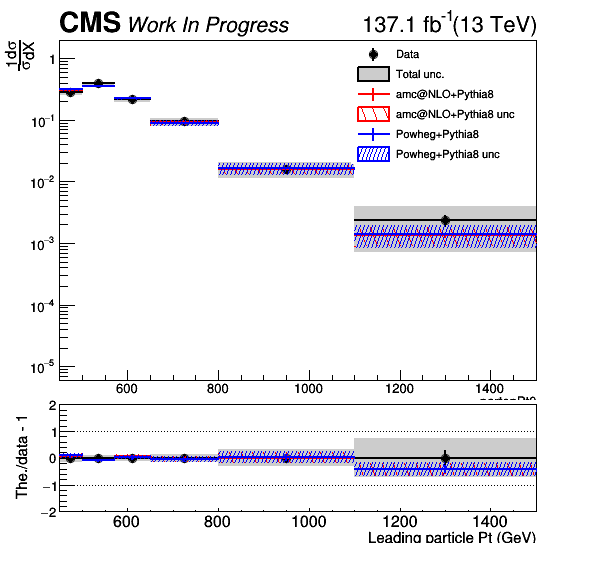 CMS Work In Progress 137.1 fb-1(13 TeV)
1 dσ
σ dX
Data
Total unc.
amc@NLO+Pythia8
amc@NLO+Pythia8 unc
Powheg+Pythia8
Powheg+Pythia8 unc
1
10−1
10−2
10−3
10−4
10−5
600 800 1000 1200 1400
The./data - 1
2
1
0
−1
−2
600 800 1000 1200 1400
Leading particle Pt (GeV)